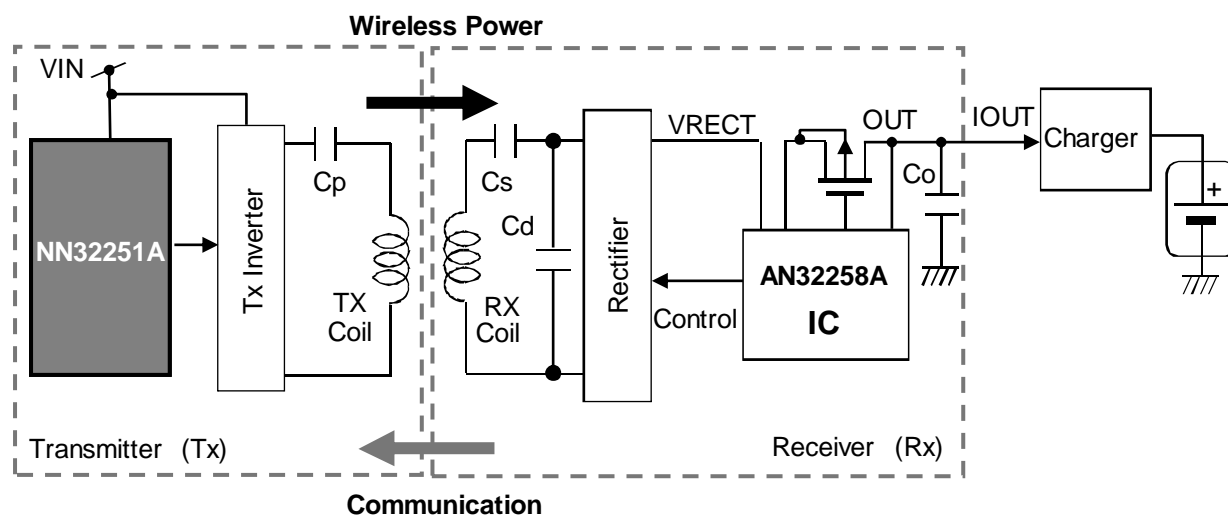 Wireless Power
VIN
NN32251A
Tx Inverter
Cp
TX
Coil
Transmitter (Tx)
Cs
Cd
RX
Coil
Rectifier
VRECT
Control
AN32258A
IC
OUT
Co
IOUT
Charger
+
Receiver (Rx)
Communication